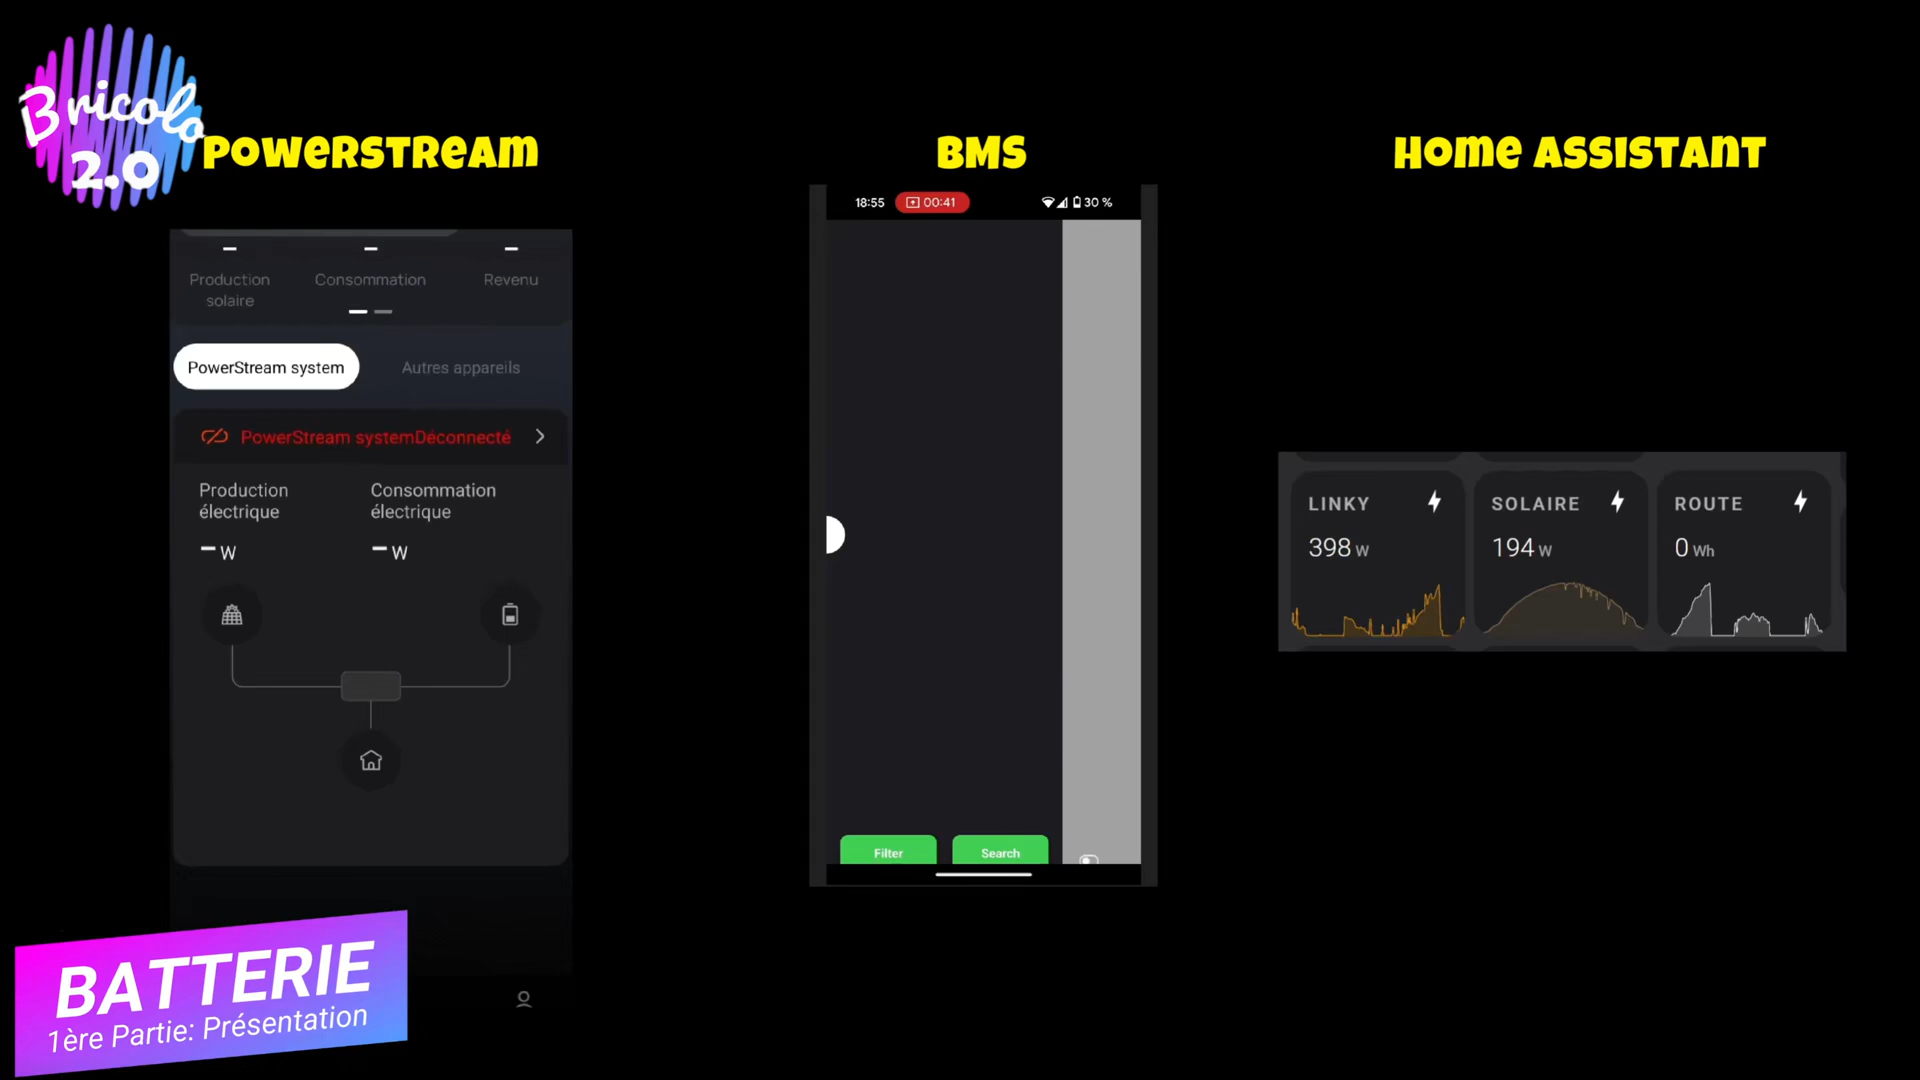 Bricolo
2.0
POWERSTREAM
BMS
HOME ASSISTANT
Production
solaire
Consommation
Revenu
PowerStream system
Autres appareils
PowerStream systemDéconnecté
Production
électrique
Consommation
électrique
– W
– W
18:55
00:41
30 %
Filter
Search
LINKY
398 W
SOLAIRE
194 W
ROUTE
0 Wh
BATTERIE
1ère Partie: Présentation